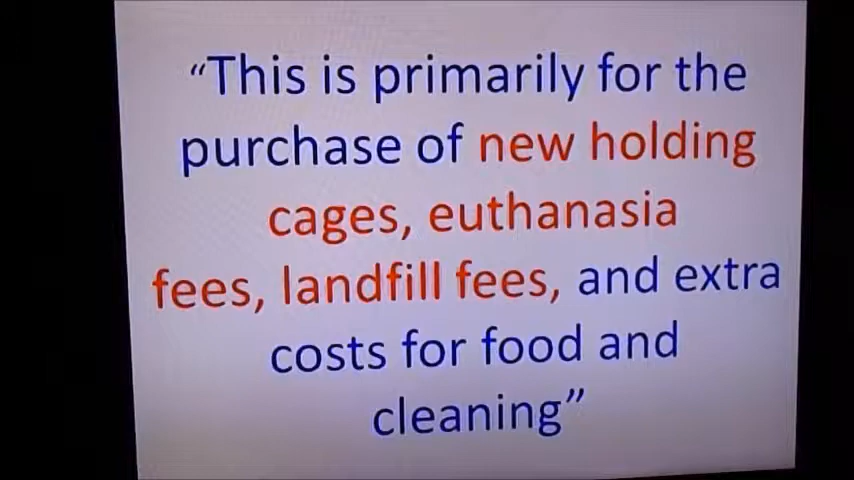 “This is primarily for the
purchase of new holding
cages, euthanasia
fees, landfill fees, and extra
costs for food and
cleaning”